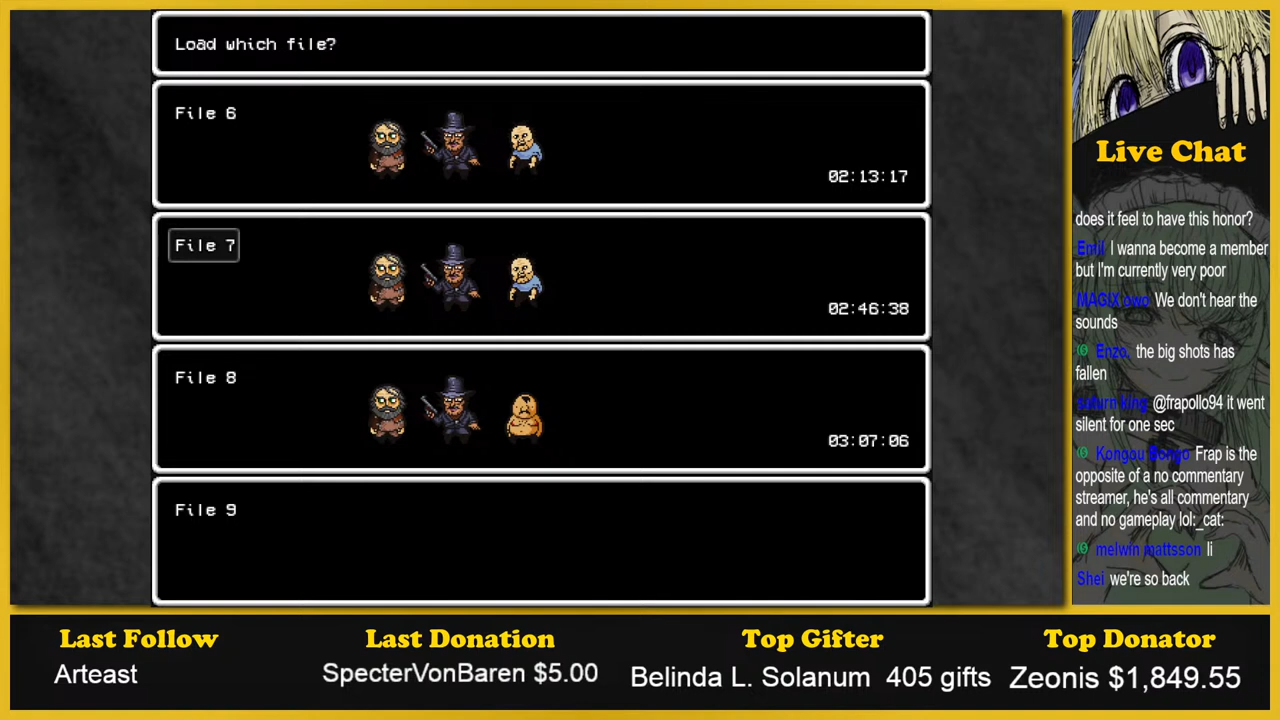 Load which file?
File 6
02:13:17
File 7
02:46:38
File 8
03:07:06
File 9
Live Chat
does it feel to have this honor?
Emil I wanna become a member
but I'm currently very poor
MAGIX owo We don't hear the
sounds
Enzo. the big shots has
fallen
saturn king @frapollo94 it went
silent for one sec
Kongou Bongo Frap is the
opposite of a no commentary
streamer, he's all commentary
and no gameplay lol:_cat:
melwin mattsson li
Shei we're so back
Last Follow
Arteast
Last Donation
SpecterVonBaren $5.00
Top Gifter
Belinda L. Solanum 405 gifts
Top Donator
Zeonis $1,849.55